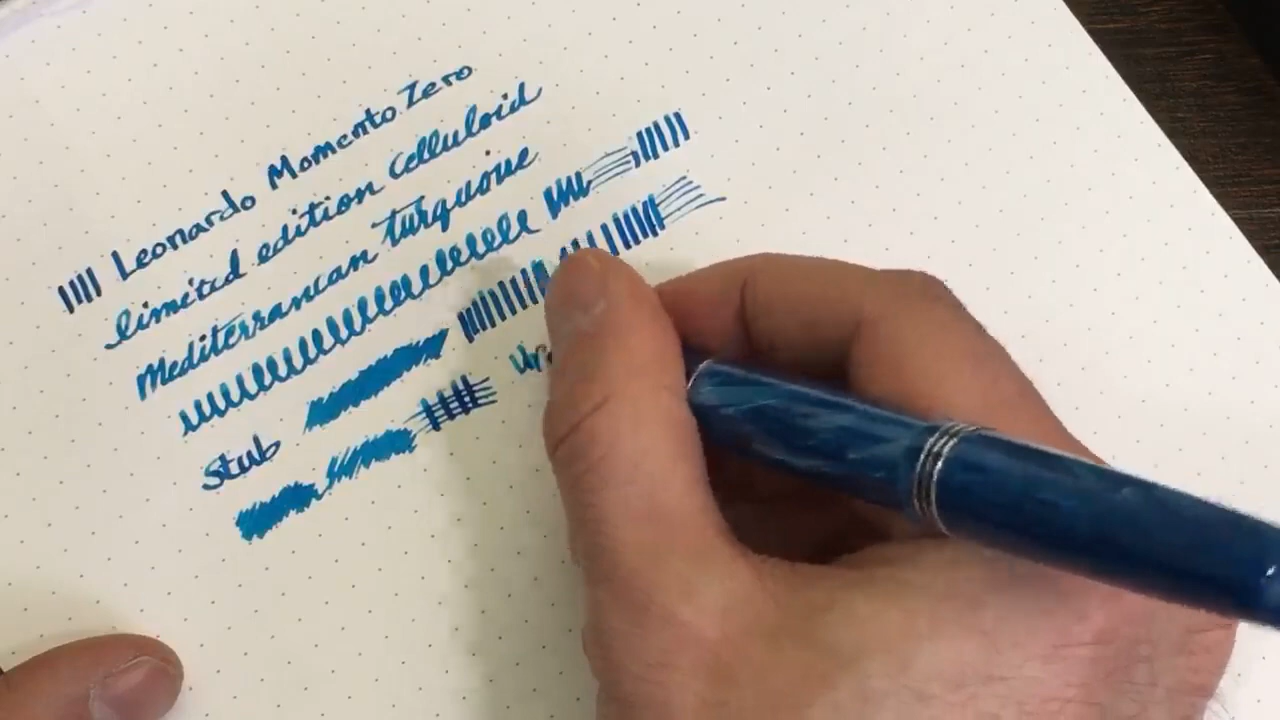 Leonardo Momento Zero
limited edition Celluloid
Mediterranean turquoise
Stub